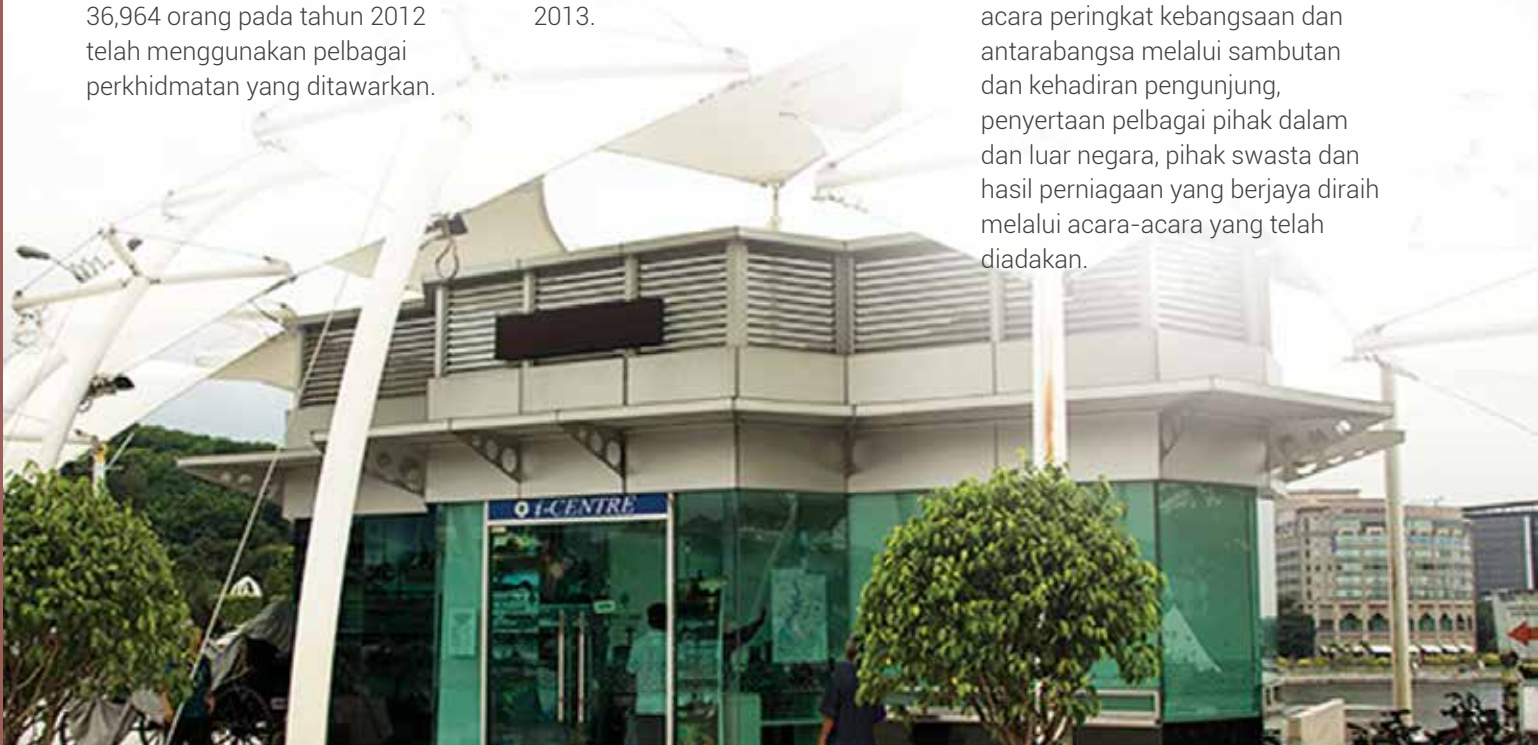 36,964 orang pada tahun 2012
telah menggunakan pelbagai
perkhidmatan yang ditawarkan.
2013.
acara peringkat kebangsaan dan
antarabangsa melalui sambutan
dan kehadiran pengunjung,
penyertaan pelbagai pihak dalam
dan luar negara, pihak swasta dan
hasil perniagaan yang berjaya diraih
melalui acara-acara yang telah
diadakan.
i-CENTRE